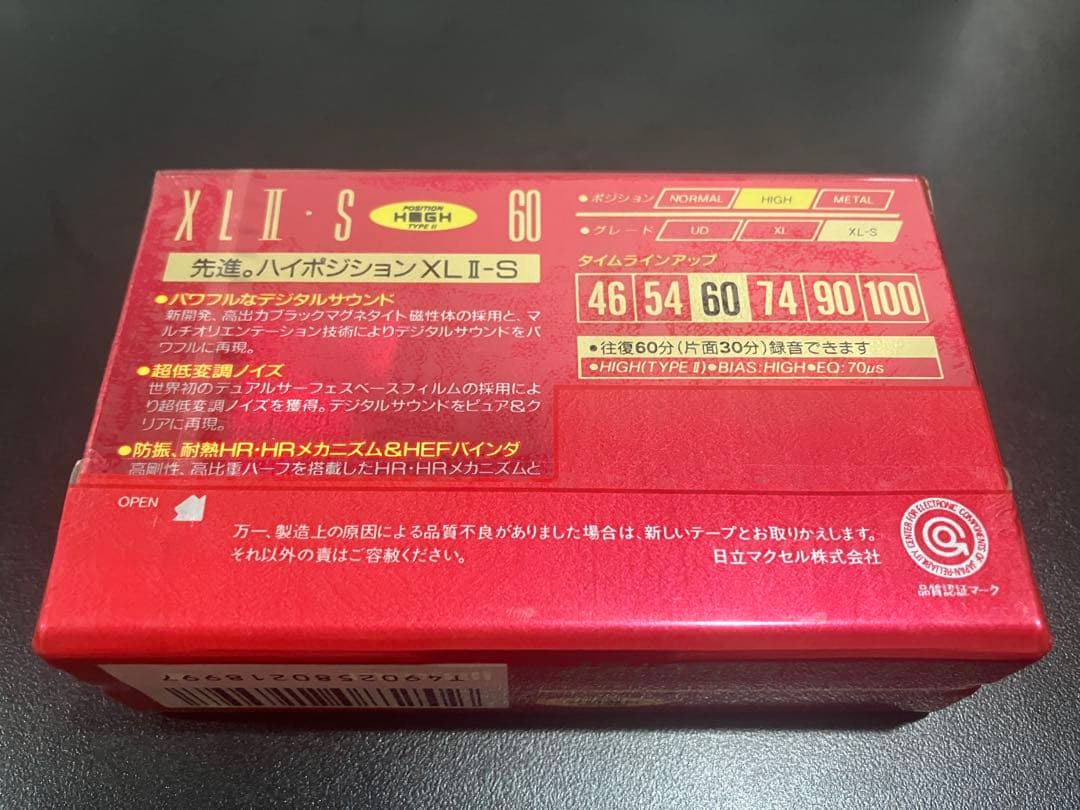 XLⅡ・S POSITION HIGH TYPE Ⅱ 60
先進。ハイポジションXLⅡ-S
●パワフルなデジタルサウンド
新開発、高出力ブラックマグネタイト磁性体の採用と、マ
ルチオリエンテーション技術によりデジタルサウンドをパ
ワフルに再現。
●超低変調ノイズ
世界初のデュアルサーフェスベースフィルムの採用によ
り超低変調ノイズを獲得。デジタルサウンドをピュア&ク
リアに再現。
●防振、耐熱HR・HRメカニズム&HEFバインダ
高剛性、高比重ハーフを搭載したHR・HRメカニズムと
●ポジション NORMAL HIGH METAL
●グレード UD XL XL-S
タイムラインアップ
46 54 60 74 90 100
●往復60分(片面30分)録音できます
●HIGH(TYPE Ⅱ)●BIAS:HIGH●EQ:70μs
OPEN
万一、製造上の原因による品質不良がありました場合は、新しいテープとお取りかえします。
それ以外の責はご容赦ください。 日立マクセル株式会社
RELIABILITY CENTER FOR ELECTRONIC COMPONENTS OF JAPAN
品質認証マーク
T4902580218997